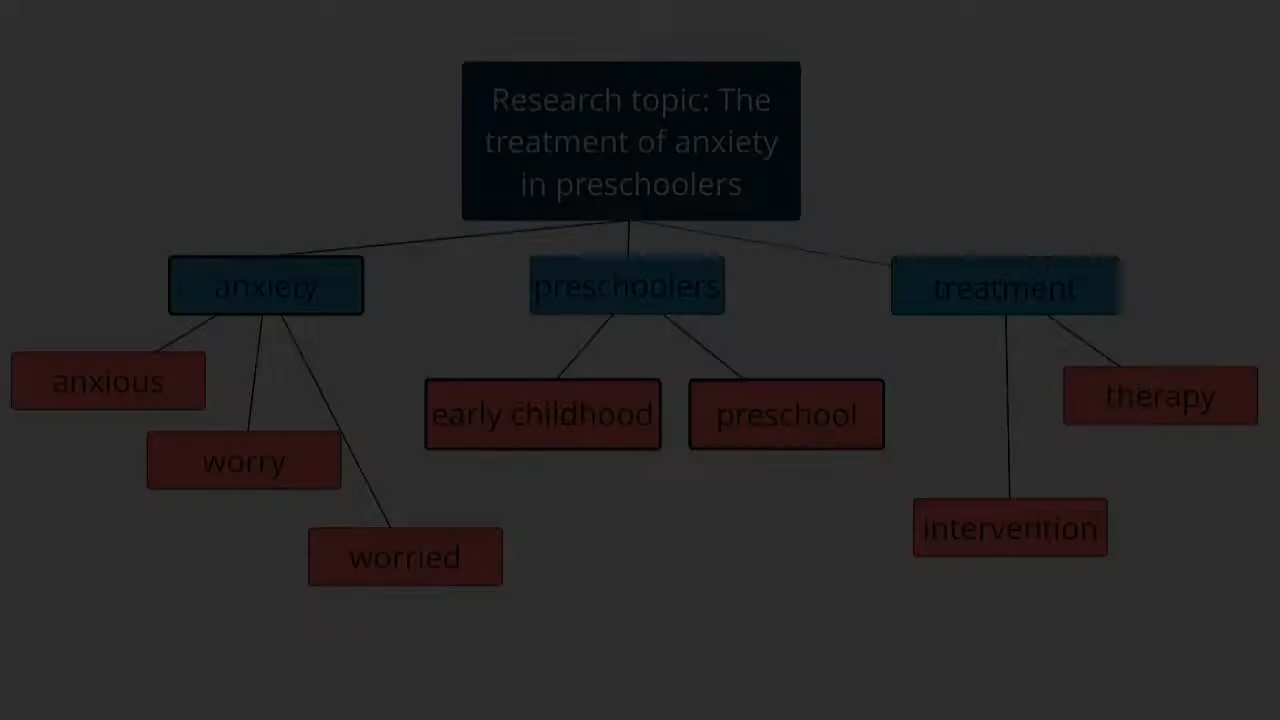 Research topic: The
treatment of anxiety
in preschoolers
anxiety
preschoolers
treatment
anxious
worry
worried
early childhood
preschool
therapy
intervention